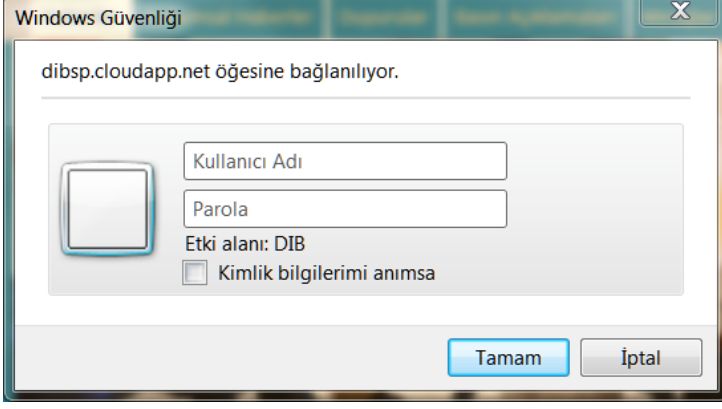 Windows Güvenliği
X
dibsp.cloudapp.net öğesine bağlanılıyor.
Kullanıcı Adı
Parola
Etki alanı: DIB
Kimlik bilgilerimi anımsa
Tamam
İptal